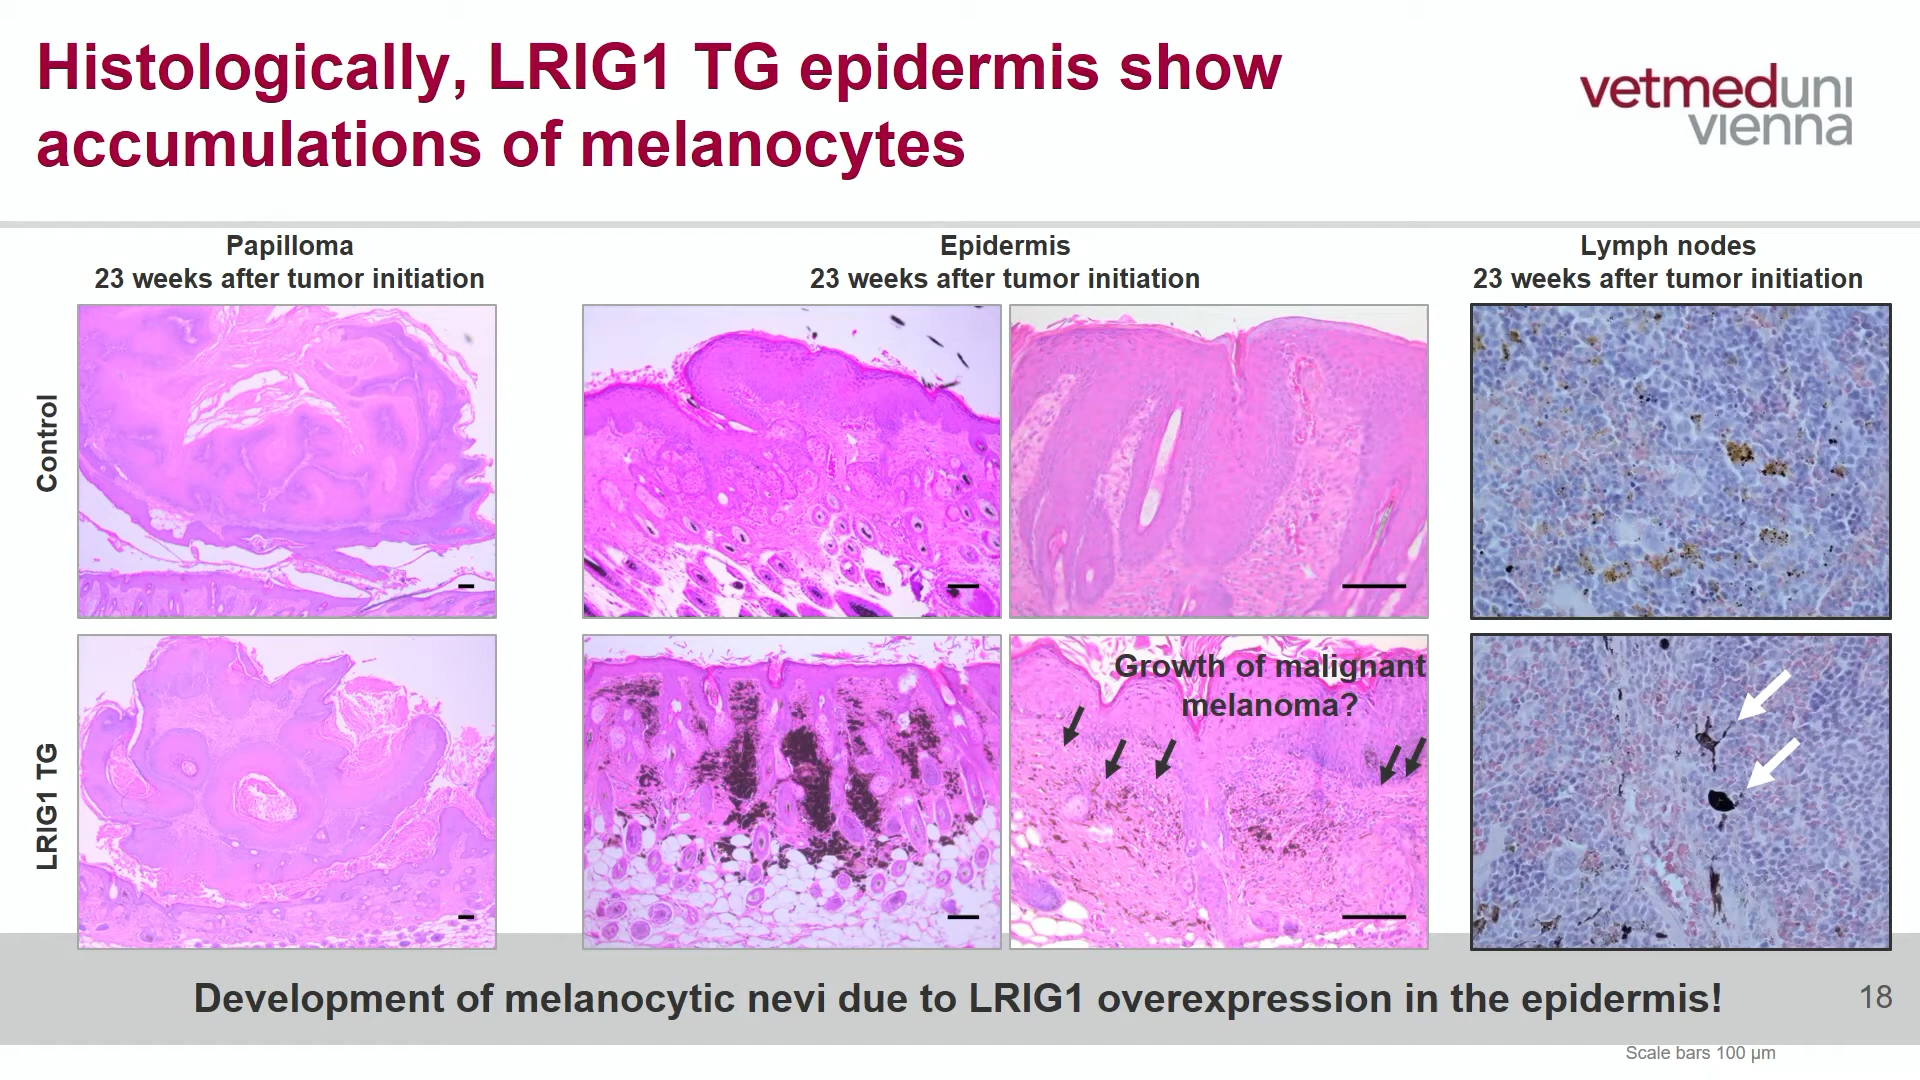 Histologically, LRIG1 TG epidermis show
accumulations of melanocytes
vetmeduni
vienna
Papilloma
23 weeks after tumor initiation
Epidermis
23 weeks after tumor initiation
Lymph nodes
23 weeks after tumor initiation
Control
LRIG1 TG
Growth of malignant
melanoma?
Development of melanocytic nevi due to LRIG1 overexpression in the epidermis!
18
Scale bars 100 µm